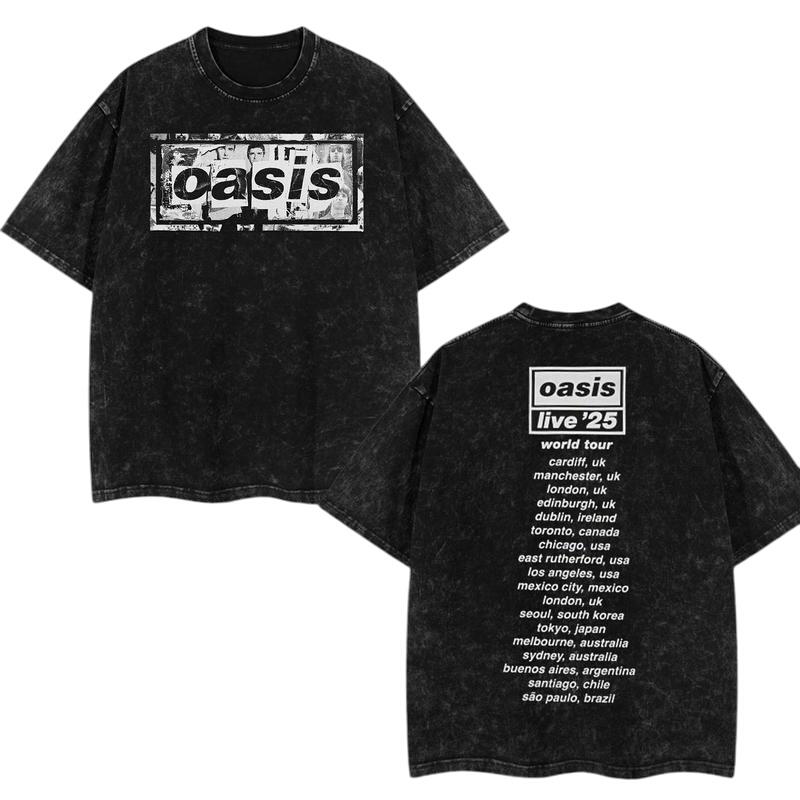 oasis
oasis
live '25
world tour
cardiff, uk
manchester, uk
london, uk
edinburgh, uk
dublin, ireland
toronto, canada
chicago, usa
east rutherford, usa
los angeles, usa
mexico city, mexico
london, uk
seoul, south korea
tokyo, japan
melbourne, australia
sydney, australia
buenos aires, argentina
santiago, chile
são paulo, brazil